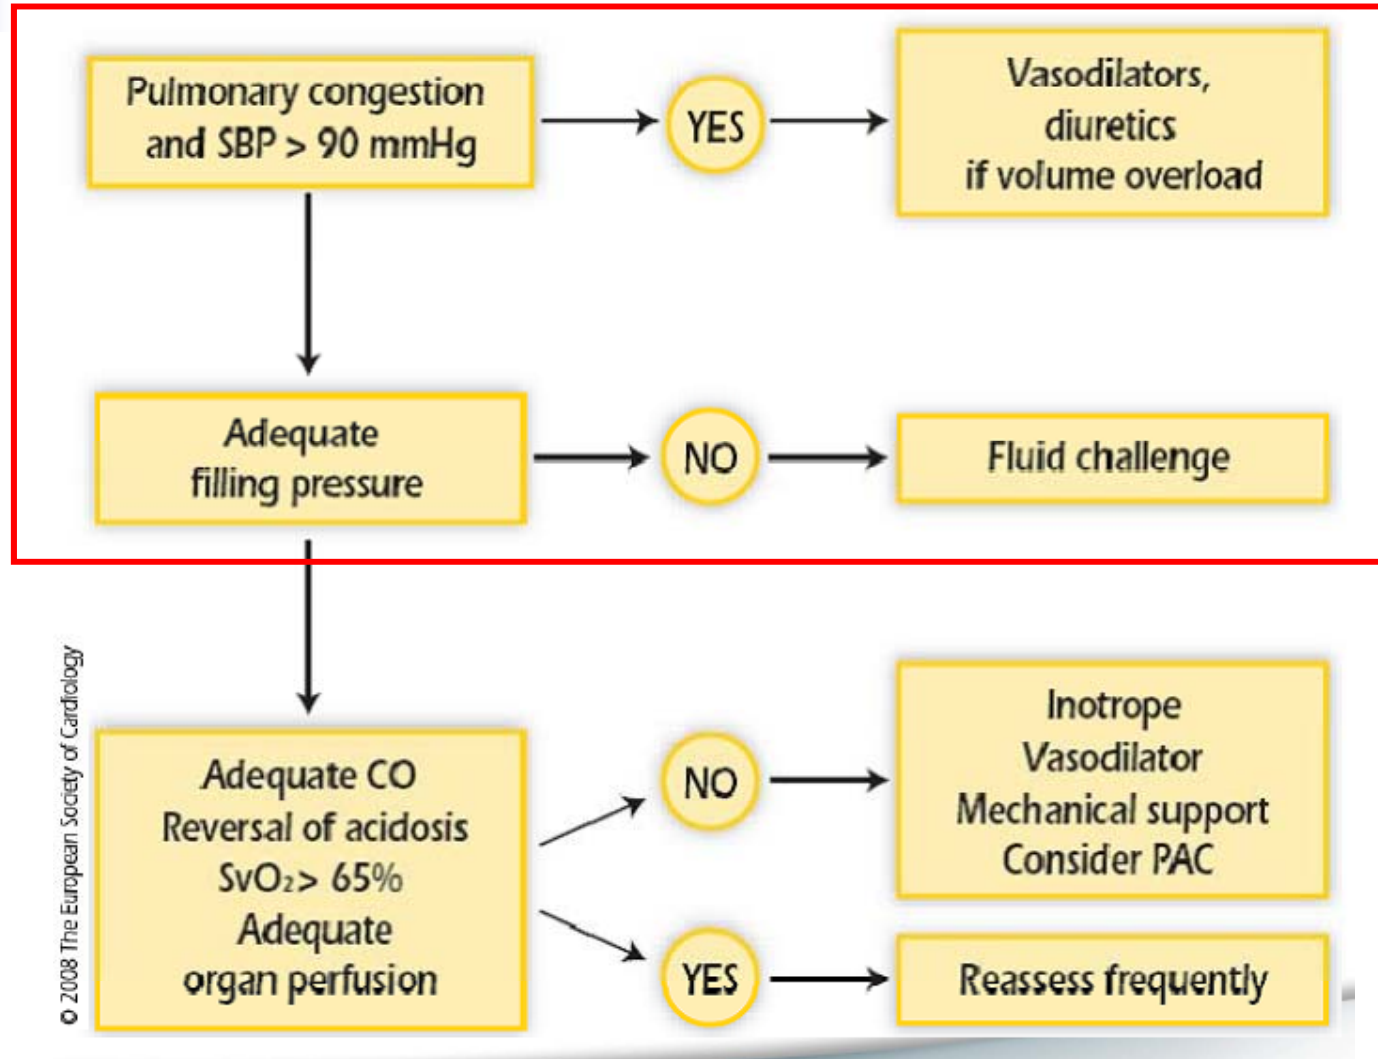 Pulmonary congestion
and SBP > 90 mmHg
YES
Vasodilators,
diuretics
if volume overload
Adequate
filling pressure
NO
Fluid challenge
Adequate CO
Reversal of acidosis
SvO₂> 65%
Adequate
organ perfusion
NO
Inotrope
Vasodilator
Mechanical support
Consider PAC
YES
Reassess frequently
© 2008 The European Society of Cardiology